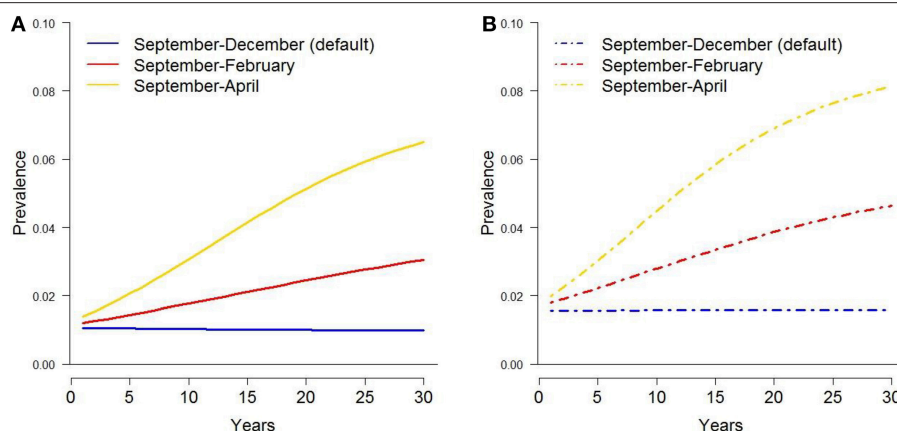 A
0.10
0.08
0.06
0.04
0.02
0.00
Prevalence
September-December (default)
September-February
September-April
0 5 10 15 20 25 30
Years
B
0.10
0.08
0.06
0.04
0.02
0.00
Prevalence
September-December (default)
September-February
September-April
0 5 10 15 20 25 30
Years